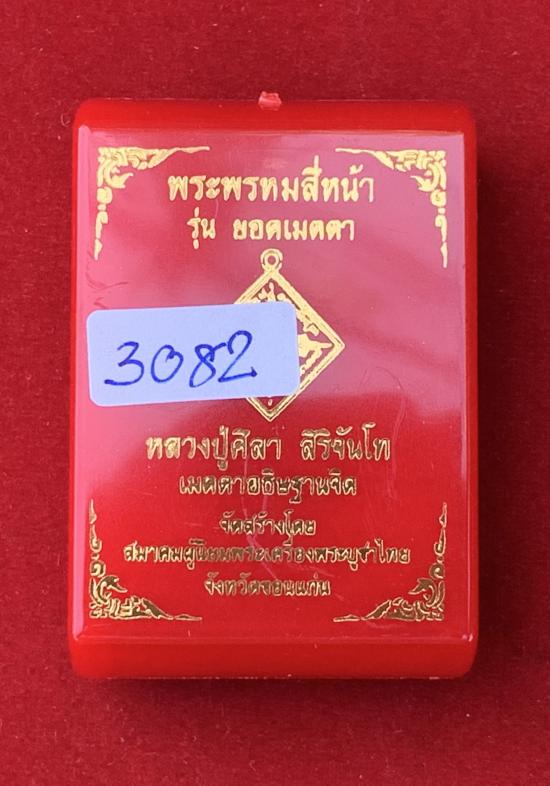 พระพรหมสี่หน้า
รุ่น ยอดเมตตา
3082
หลวงปู่ศิลา สิริจันโท
เมตตาอธิษฐานจิต
จัดสร้างโดย
สมาคมผู้นิยมพระเครื่องพระบูชาไทย
จังหวัดขอนแก่น